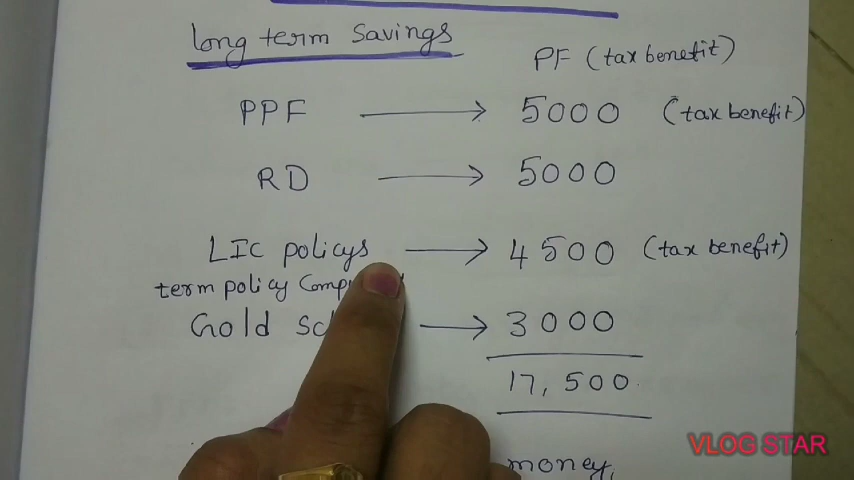 long term savings
PF (tax benefit)
PPF → 5000 (tax benefit)
RD → 5000
LIC policys → 4500 (tax benefit)
term policy
Gold → 3000
17,500
money,
VLOG STAR